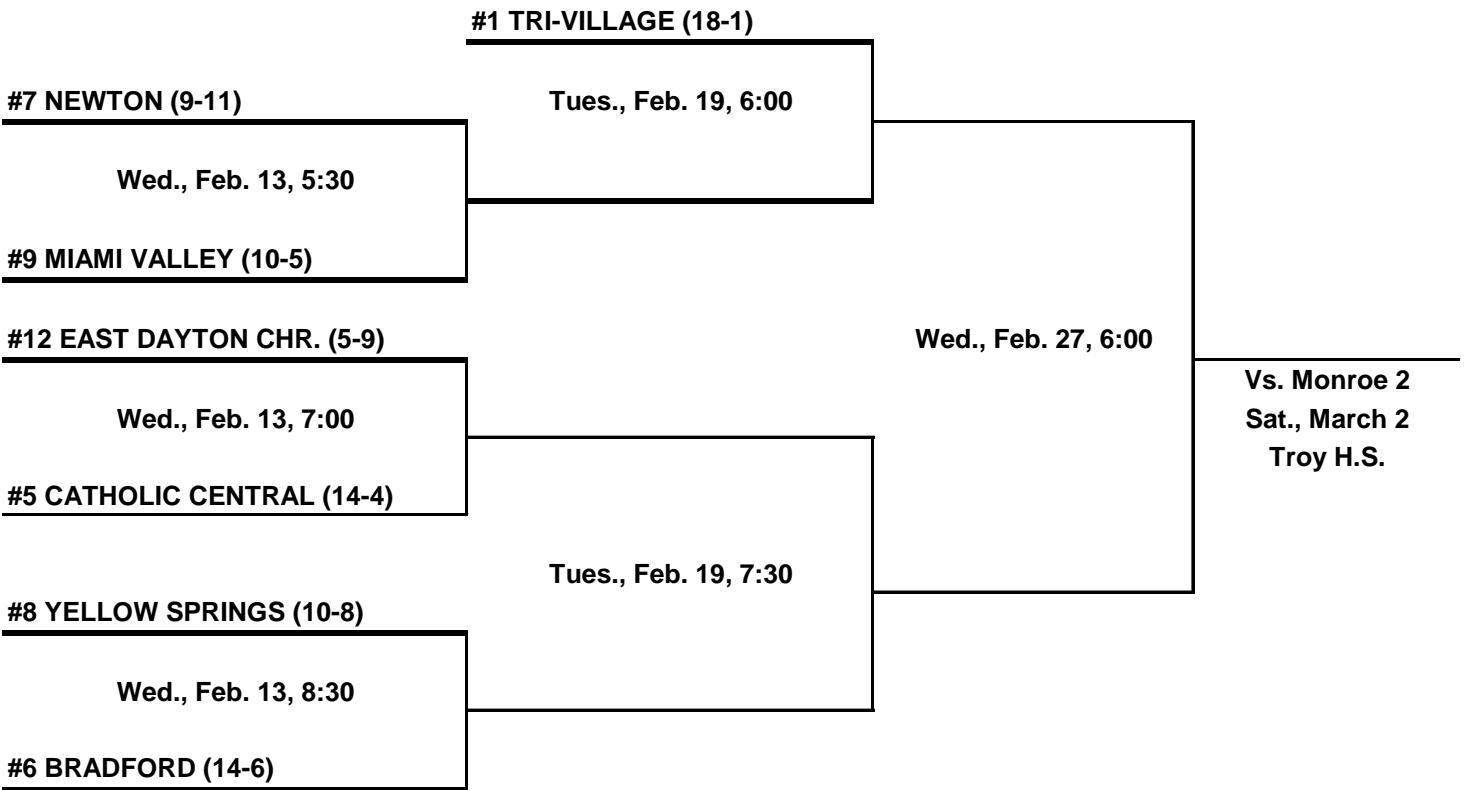 #1 TRI-VILLAGE (18-1)
#7 NEWTON (9-11)
Tues., Feb. 19, 6:00
Wed., Feb. 13, 5:30
#9 MIAMI VALLEY (10-5)
#12 EAST DAYTON CHR. (5-9)
Wed., Feb. 27, 6:00
Vs. Monroe 2
Wed., Feb. 13, 7:00
Sat., March 2
Troy H.S.
#5 CATHOLIC CENTRAL (14-4)
Tues., Feb. 19, 7:30
#8 YELLOW SPRINGS (10-8)
Wed., Feb. 13, 8:30
#6 BRADFORD (14-6)